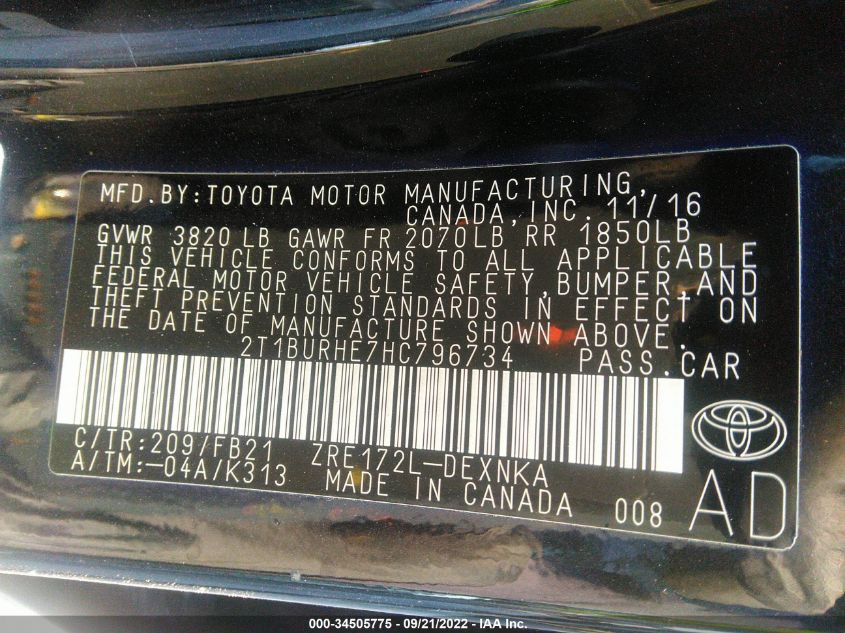 MFD.BY:TOYOTA MOTOR MANUFACTURING,
CANADA,INC. 11/16
GVWR 3820 LB GAWR FR 2070LB RR 1850LB
THIS VEHICLE CONFORMS TO ALL APPLICABLE
FEDERAL MOTOR VEHICLE SAFETY,BUMPER,AND
THEFT PREVENTION STANDARDS IN EFFECT ON
THE DATE OF MANUFACTURE SHOWN ABOVE.
2T1BURHE7HC796734 PASS.CAR
C/TR:209/FB21 ZRE172L-DEXNKA
A/TM:-04A/K313 MADE IN CANADA 008 AD
000-34505775 - 09/21/2022 - IAA Inc.